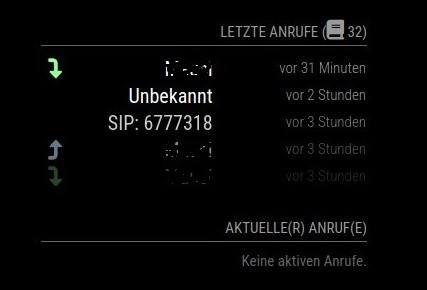 LETZTE ANRUFE ( 32)
vor 31 Minuten
Unbekannt vor 2 Stunden
SIP: 6777318 vor 3 Stunden
vor 3 Stunden
vor 3 Stunden
AKTUELLE(R) ANRUF(E)
Keine aktiven Anrufe.